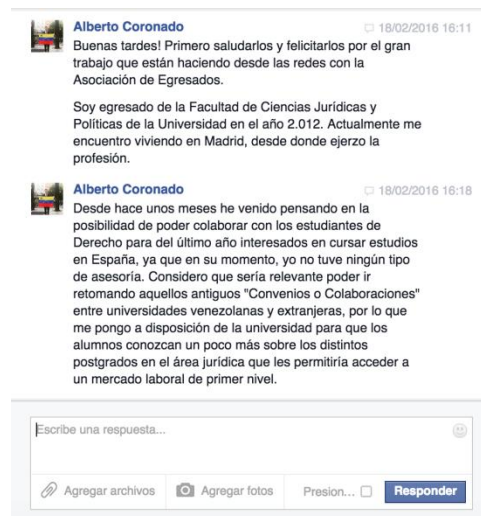 Alberto Coronado 18/02/2016 16:11
Buenas tardes! Primero saludarlos y felicitarlos por el gran
trabajo que están haciendo desde las redes con la
Asociación de Egresados.
Soy egresado de la Facultad de Ciencias Jurídicas y
Políticas de la Universidad en el año 2.012. Actualmente me
encuentro viviendo en Madrid, desde donde ejerzo la
profesión.
Alberto Coronado 18/02/2016 16:18
Desde hace unos meses he venido pensando en la
posibilidad de poder colaborar con los estudiantes de
Derecho para del último año interesados en cursar estudios
en España, ya que en su momento, yo no tuve ningún tipo
de asesoría. Considero que sería relevante poder ir
retomando aquellos antiguos "Convenios o Colaboraciones"
entre universidades venezolanas y extranjeras, por lo que
me pongo a disposición de la universidad para que los
alumnos conozcan un poco más sobre los distintos
postgrados en el área jurídica que les permitiría acceder a
un mercado laboral de primer nivel.
Escribe una respuesta...
Agregar archivos Agregar fotos Presion... Responder